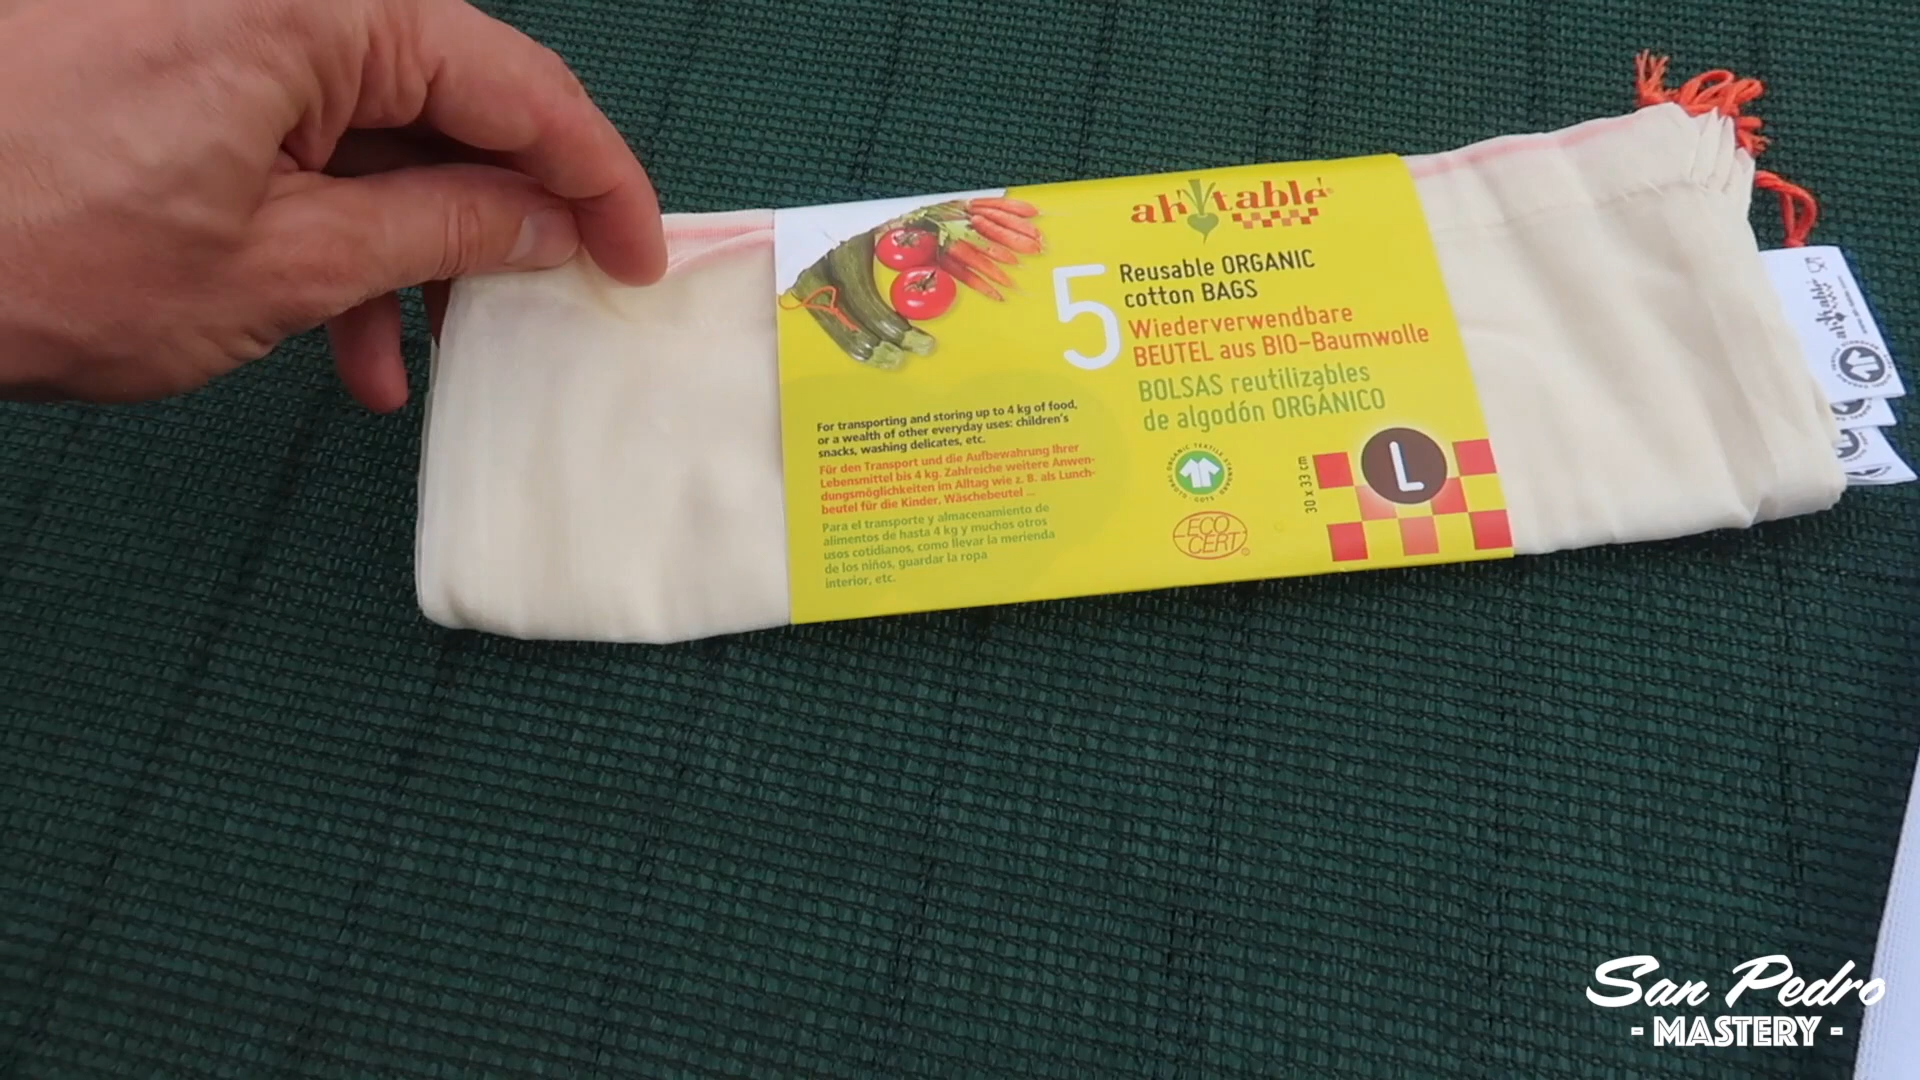 ah table
5
Reusable ORGANIC
cotton BAGS
Wiederverwendbare
BEUTEL aus BIO-Baumwolle
BOLSAS reutilizables
de algodón ORGÁNICO
For transporting and storing up to 4 kg of food,
or a wealth of other everyday uses: children's
snacks, washing delicates, etc.
Für den Transport und die Aufbewahrung Ihrer
Lebensmittel bis 4 kg. Zahlreiche weitere Anwen-
dungsmöglichkeiten im Alltag wie z. B. als Lunch-
beutel für die Kinder, Wäschebeutel ...
Para el transporte y almacenamiento de
alimentos de hasta 4 kg y muchos otros
usos cotidianos, como llevar la merienda
de los niños, guardar la ropa
interior, etc.
GLOBAL ORGANIC TEXTILE STANDARD
GOTS
ECO
CERT
30 x 33 cm
L
San Pedro
- MASTERY -